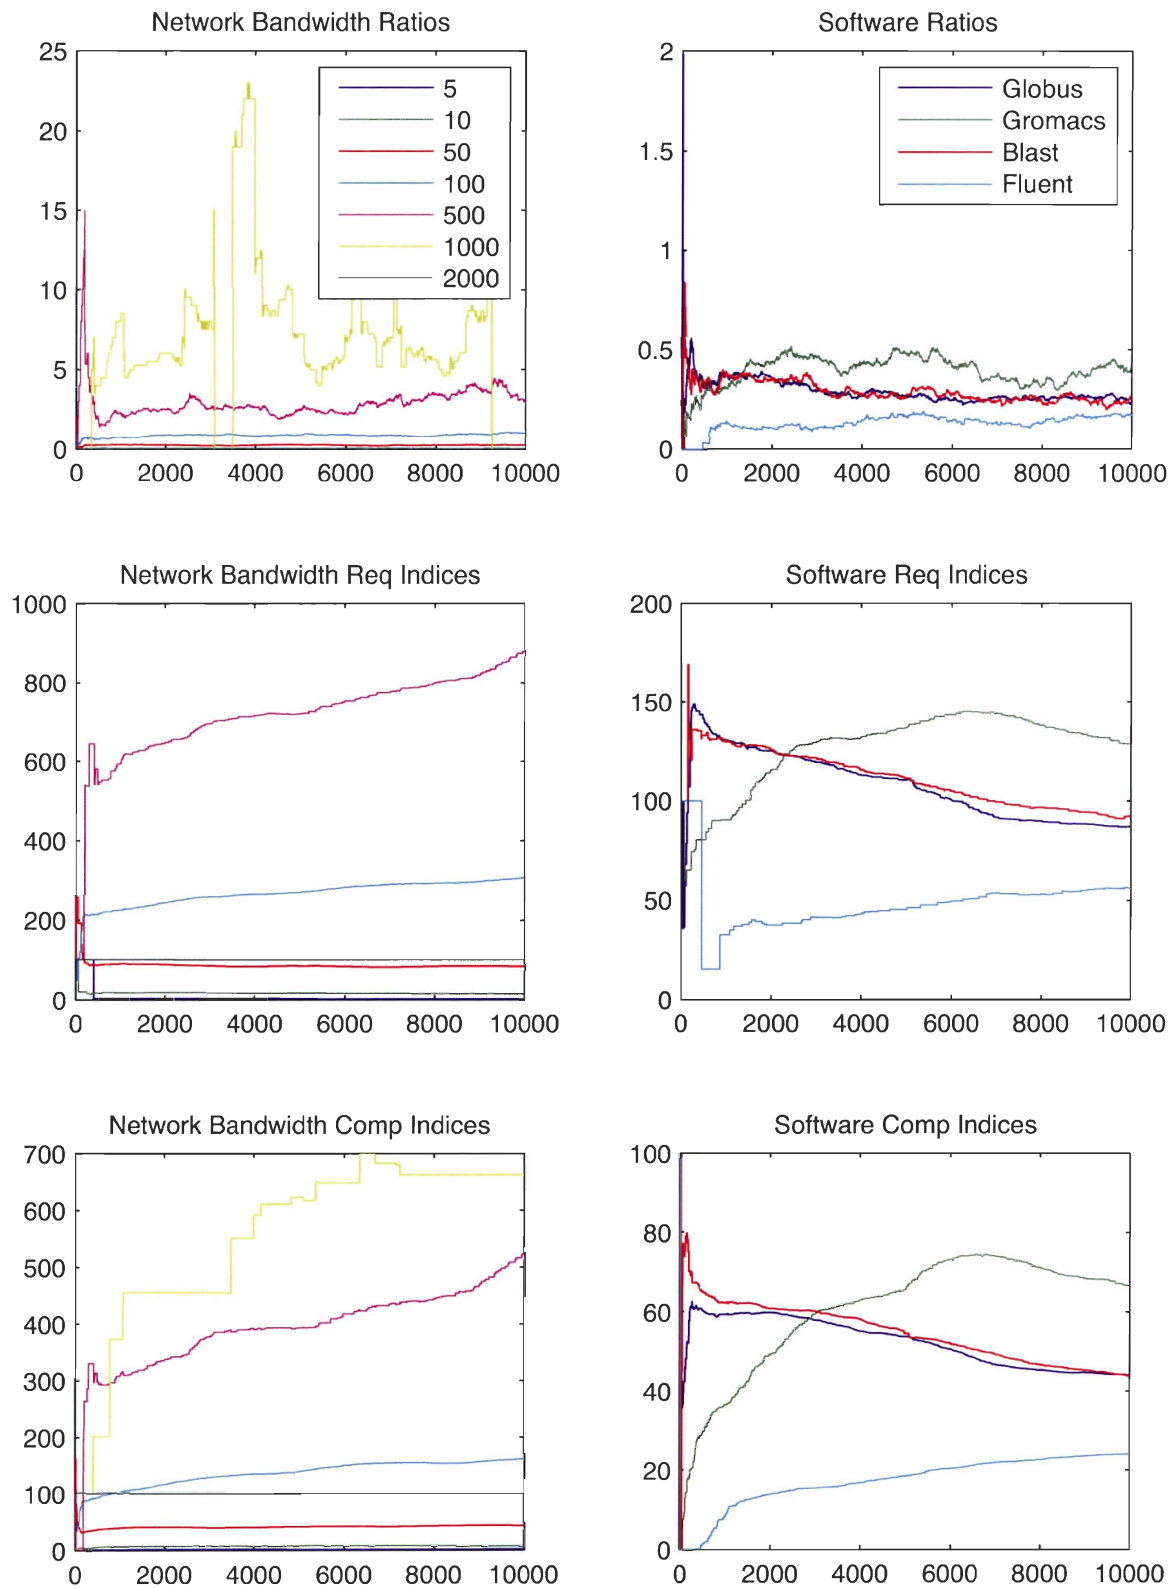 Network Bandwidth Ratios
25
20
15
10
5
0
0 2000 4000 6000 8000 10000
5
10
50
100
500
1000
2000
Software Ratios
2
1.5
1
0.5
0
0 2000 4000 6000 8000 10000
Globus
Gromacs
Blast
Fluent
Network Bandwidth Req Indices
1000
800
600
400
200
0
0 2000 4000 6000 8000 10000
Software Req Indices
200
150
100
50
0
0 2000 4000 6000 8000 10000
Network Bandwidth Comp Indices
700
600
500
400
300
200
100
0
0 2000 4000 6000 8000 10000
Software Comp Indices
100
80
60
40
20
0
0 2000 4000 6000 8000 10000